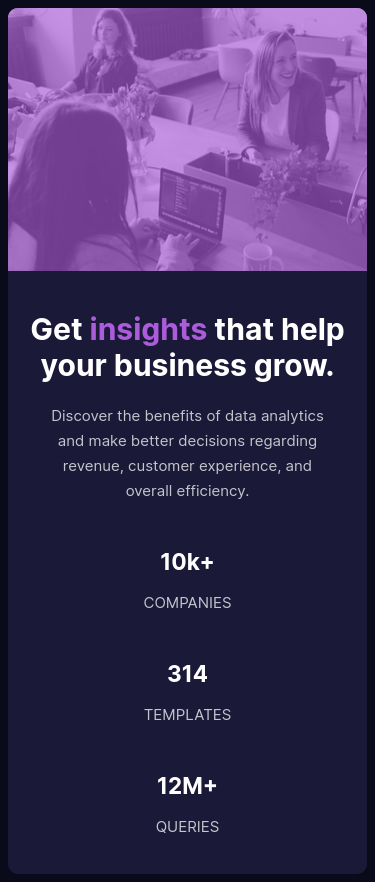 Get insights that help
your business grow.
Discover the benefits of data analytics
and make better decisions regarding
revenue, customer experience, and
overall efficiency.
10k+
COMPANIES
314
TEMPLATES
12M+
QUERIES